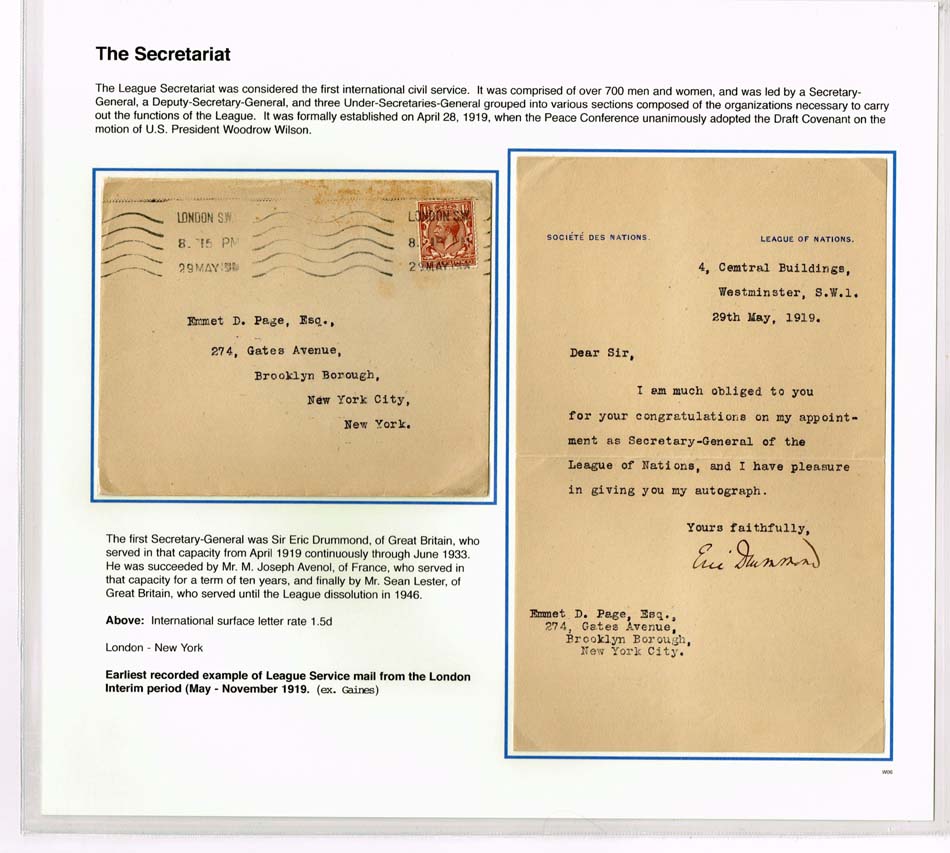 The Secretariat
The League Secretariat was considered the first international civil service. It was comprised of over 700 men and women, and was led by a Secretary-
General, a Deputy-Secretary-General, and three Under-Secretaries-General grouped into various sections composed of the organizations necessary to carry
out the functions of the League. It was formally established on April 28, 1919, when the Peace Conference unanimously adopted the Draft Covenant on the
motion of U.S. President Woodrow Wilson.
LONDON S.W.
8. 15 PM
29 MAY
LONDON S.W.
8.
29 MAY
Emmet D. Page, Esq.,
274, Gates Avenue,
Brooklyn Borough,
New York City,
New York.
SOCIÉTÉ DES NATIONS.
LEAGUE OF NATIONS.
4, Cemtral Buildings,
Westminster, S.W.1.
29th May, 1919.
Dear Sir,
I am much obliged to you
for your congratulations on my appoint-
ment as Secretary-General of the
League of Nations, and I have pleasure
in giving you my autograph.
Yours faithfully,
Eric Drummond
Emmet D. Page, Esq.,
274, Gates Avenue,
Brooklyn Borough,
New York City.
The first Secretary-General was Sir Eric Drummond, of Great Britain, who
served in that capacity from April 1919 continuously through June 1933.
He was succeeded by Mr. M. Joseph Avenol, of France, who served in
that capacity for a term of ten years, and finally by Mr. Sean Lester, of
Great Britain, who served until the League dissolution in 1946.
Above: International surface letter rate 1.5d
London - New York
Earliest recorded example of League Service mail from the London
Interim period (May - November 1919. (ex. Gaines)
W06